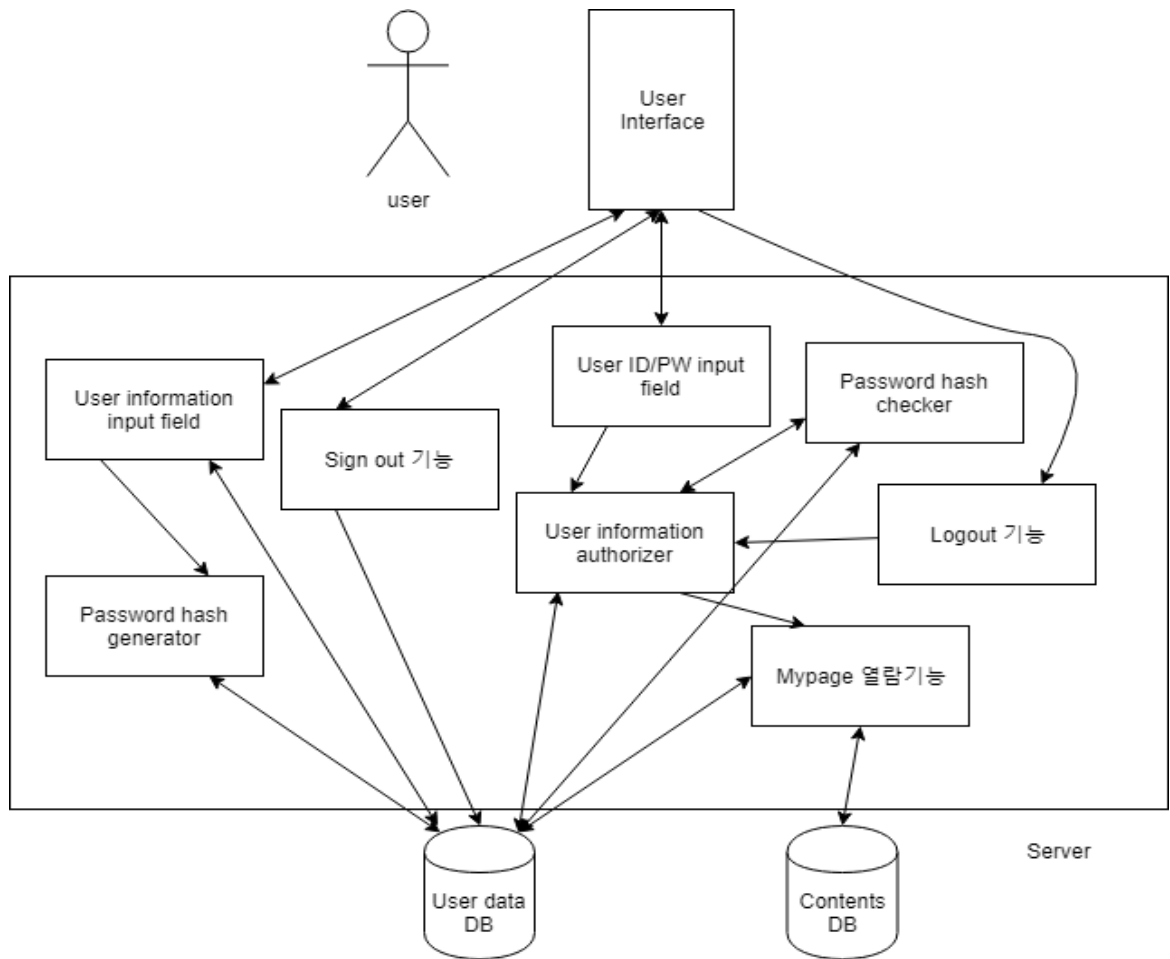 user
User
Interface
User information
input field
Sign out 기능
User ID/PW input
field
Password hash
checker
User information
authorizer
Logout 기능
Password hash
generator
Mypage 열람기능
User data
DB
Contents
DB
Server